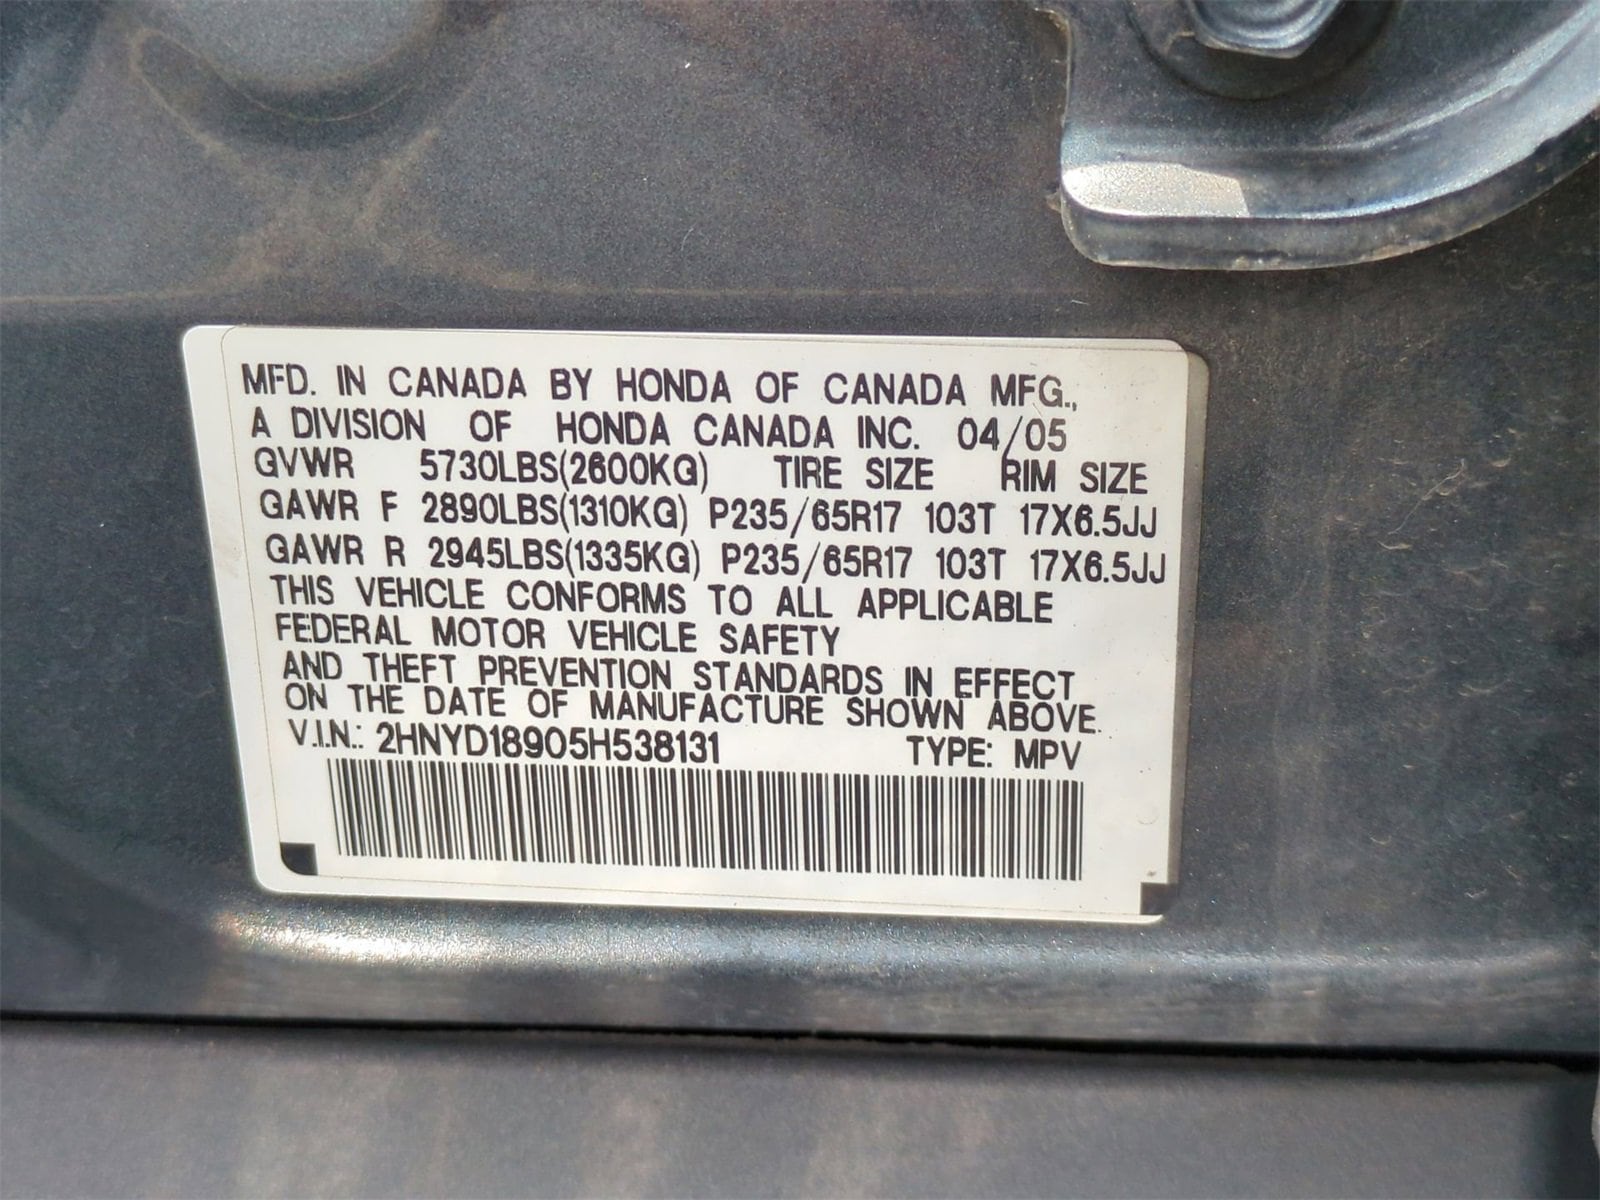 MFD. IN CANADA BY HONDA OF CANADA MFG.,
A DIVISION OF HONDA CANADA INC. 04/05
GVWR 5730LBS(2600KG) TIRE SIZE RIM SIZE
GAWR F 2890LBS(1310KG) P235/65R17 103T 17X6.5JJ
GAWR R 2945LBS(1335KG) P235/65R17 103T 17X6.5JJ
THIS VEHICLE CONFORMS TO ALL APPLICABLE
FEDERAL MOTOR VEHICLE SAFETY
AND THEFT PREVENTION STANDARDS IN EFFECT
ON THE DATE OF MANUFACTURE SHOWN ABOVE.
V.I.N.: 2HNYD18905H538131 TYPE: MPV